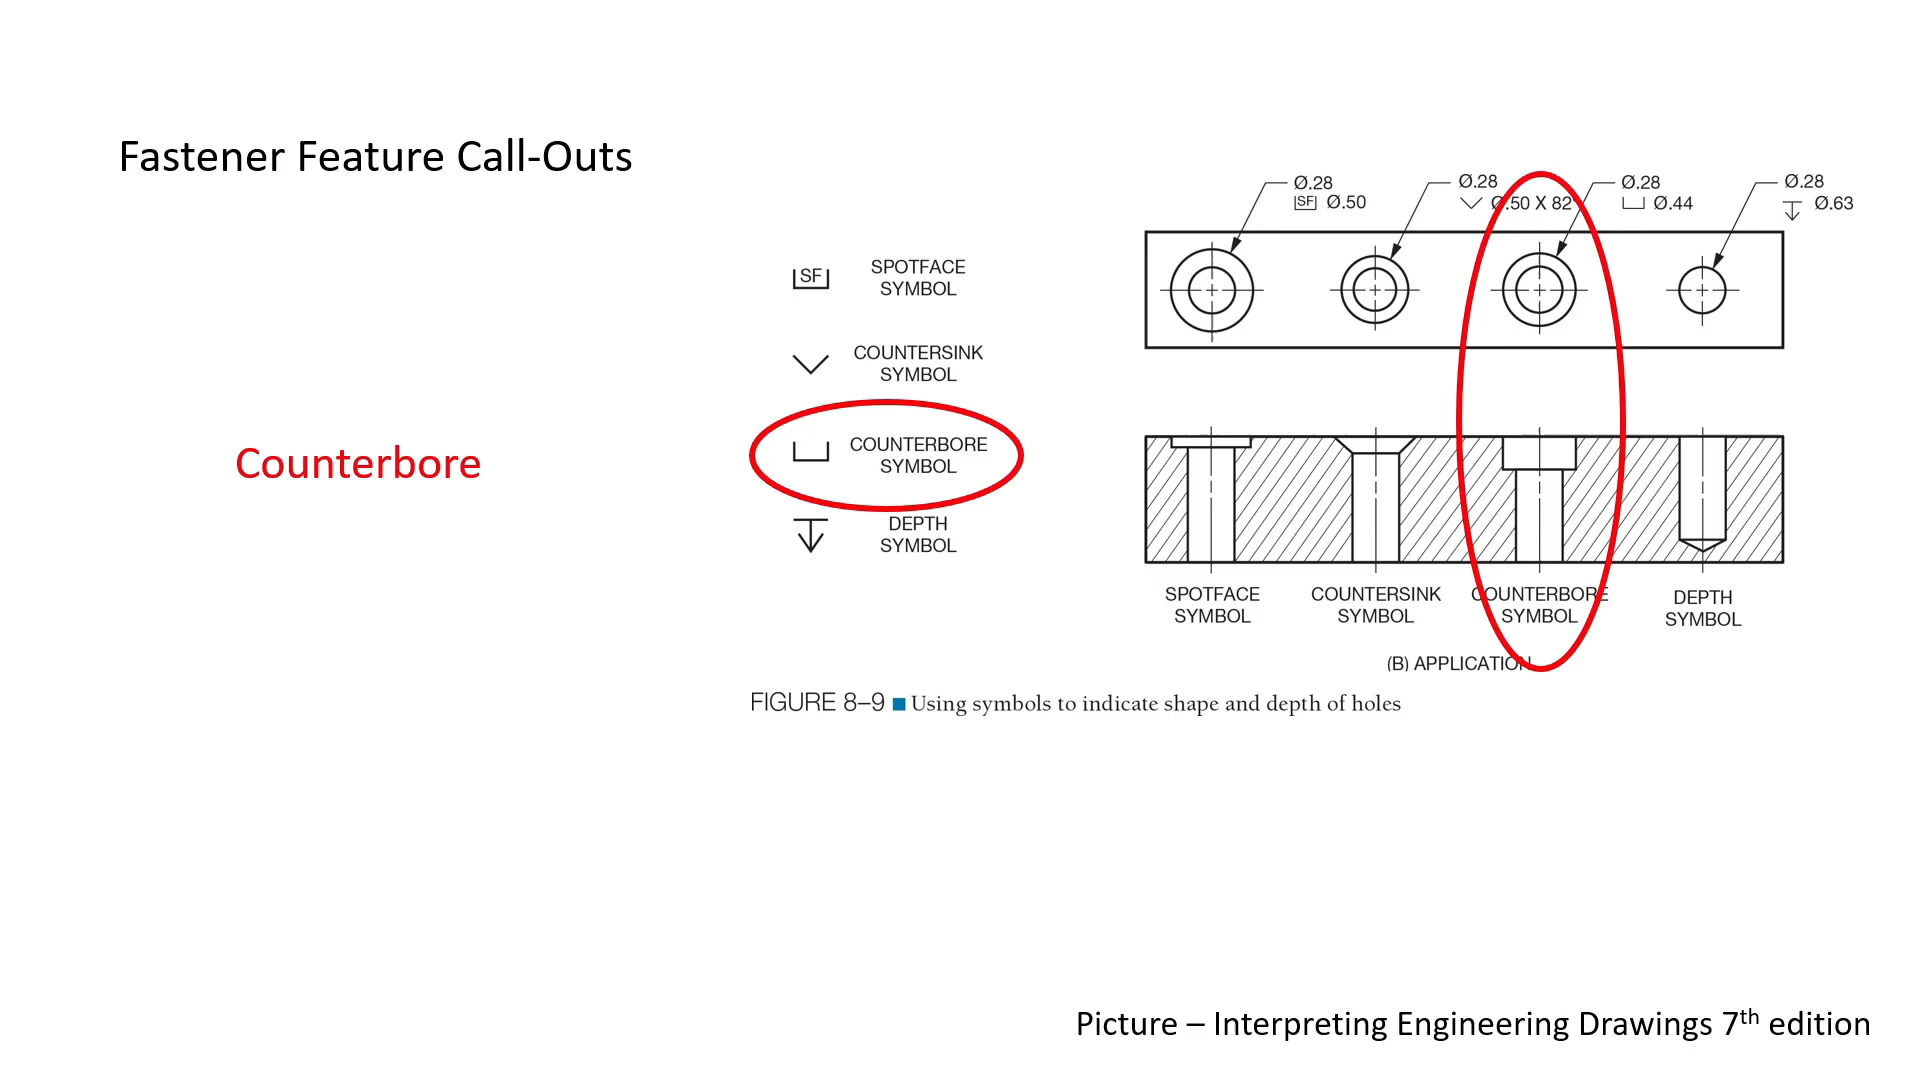 Fastener Feature Call-Outs
Counterbore
SF
SPOTFACE
SYMBOL
COUNTERSINK
SYMBOL
COUNTERBORE
SYMBOL
DEPTH
SYMBOL
Ø.28
SF Ø.50
Ø.28
Ø.50 X 82°
Ø.28
Ø.44
Ø.28
Ø.63
SPOTFACE
SYMBOL
COUNTERSINK
SYMBOL
COUNTERBORE
SYMBOL
DEPTH
SYMBOL
(B) APPLICATION
FIGURE 8–9 ■ Using symbols to indicate shape and depth of holes
Picture – Interpreting Engineering Drawings 7th edition